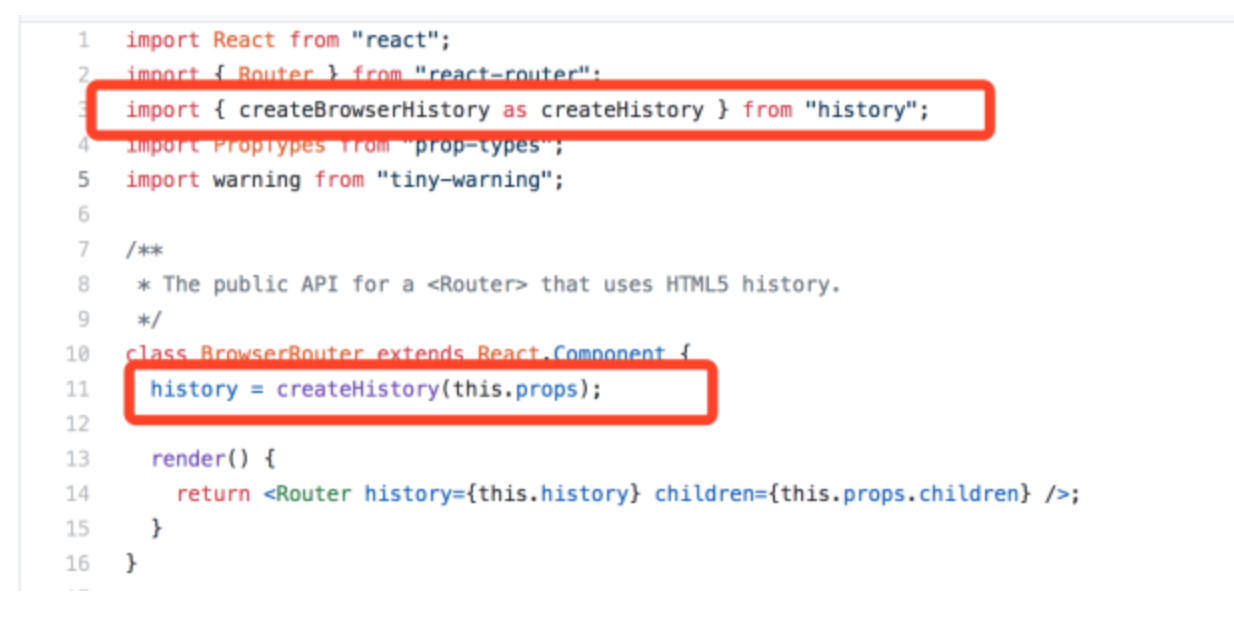 1 import React from "react";
2 import { Router } from "react-router";
3 import { createBrowserHistory as createHistory } from "history";
4 import PropTypes from "prop-types";
5 import warning from "tiny-warning";
6
7 /**
8 * The public API for a <Router> that uses HTML5 history.
9 */
10 class BrowserRouter extends React.Component {
11 history = createHistory(this.props);
12
13 render() {
14 return <Router history={this.history} children={this.props.children} />;
15 }
16 }